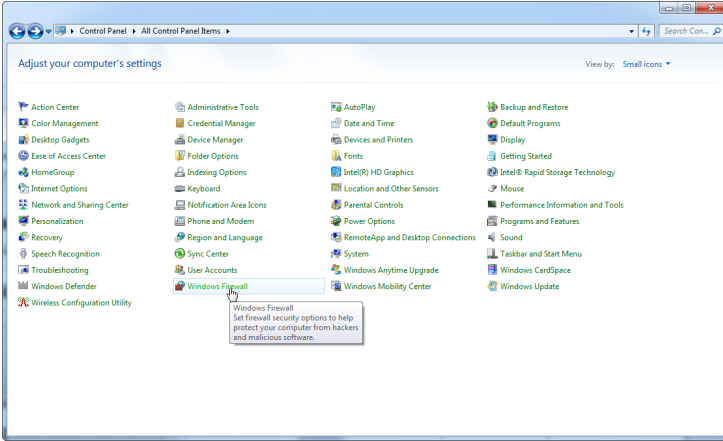 Control Panel All Control Panel Items Search Con...
Adjust your computer's settings View by: Small icons
Action Center Administrative Tools AutoPlay Backup and Restore
Color Management Credential Manager Date and Time Default Programs
Desktop Gadgets Device Manager Devices and Printers Display
Ease of Access Center Folder Options Fonts Getting Started
HomeGroup Indexing Options Intel(R) HD Graphics Intel® Rapid Storage Technology
Internet Options Keyboard Location and Other Sensors Mouse
Network and Sharing Center Notification Area Icons Parental Controls Performance Information and Tools
Personalization Phone and Modem Power Options Programs and Features
Recovery Region and Language RemoteApp and Desktop Connections Sound
Speech Recognition Sync Center System Taskbar and Start Menu
Troubleshooting User Accounts Windows Anytime Upgrade Windows CardSpace
Windows Defender Windows Firewall Windows Mobility Center Windows Update
Wireless Configuration Utility
Windows Firewall
Set firewall security options to help
protect your computer from hackers
and malicious software.